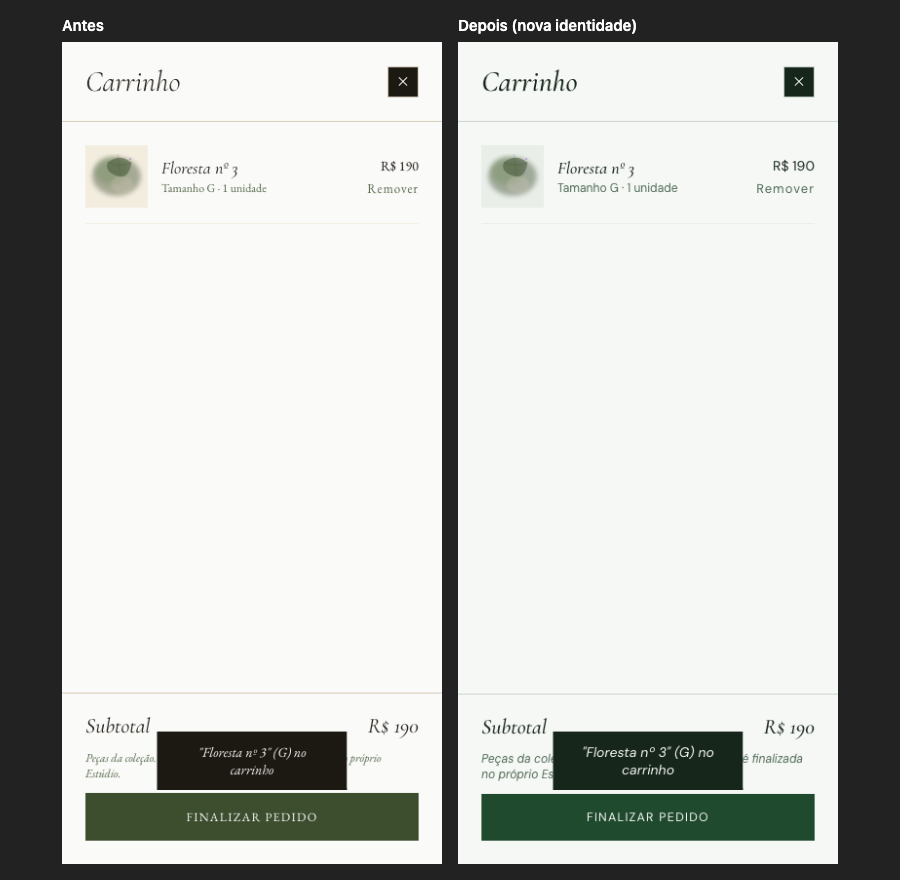 Antes
Carrinho
×
Floresta nº 3
R$ 190
Tamanho G · 1 unidade
Remover
Subtotal
R$ 190
Peças da coleção.
próprio
Estúdio.
"Floresta nº 3" (G) no
carrinho
FINALIZAR PEDIDO
Depois (nova identidade)
Carrinho
×
Floresta nº 3
R$ 190
Tamanho G · 1 unidade
Remover
Subtotal
R$ 190
Peças da
é finalizada
no próprio
"Floresta nº 3" (G) no
carrinho
FINALIZAR PEDIDO